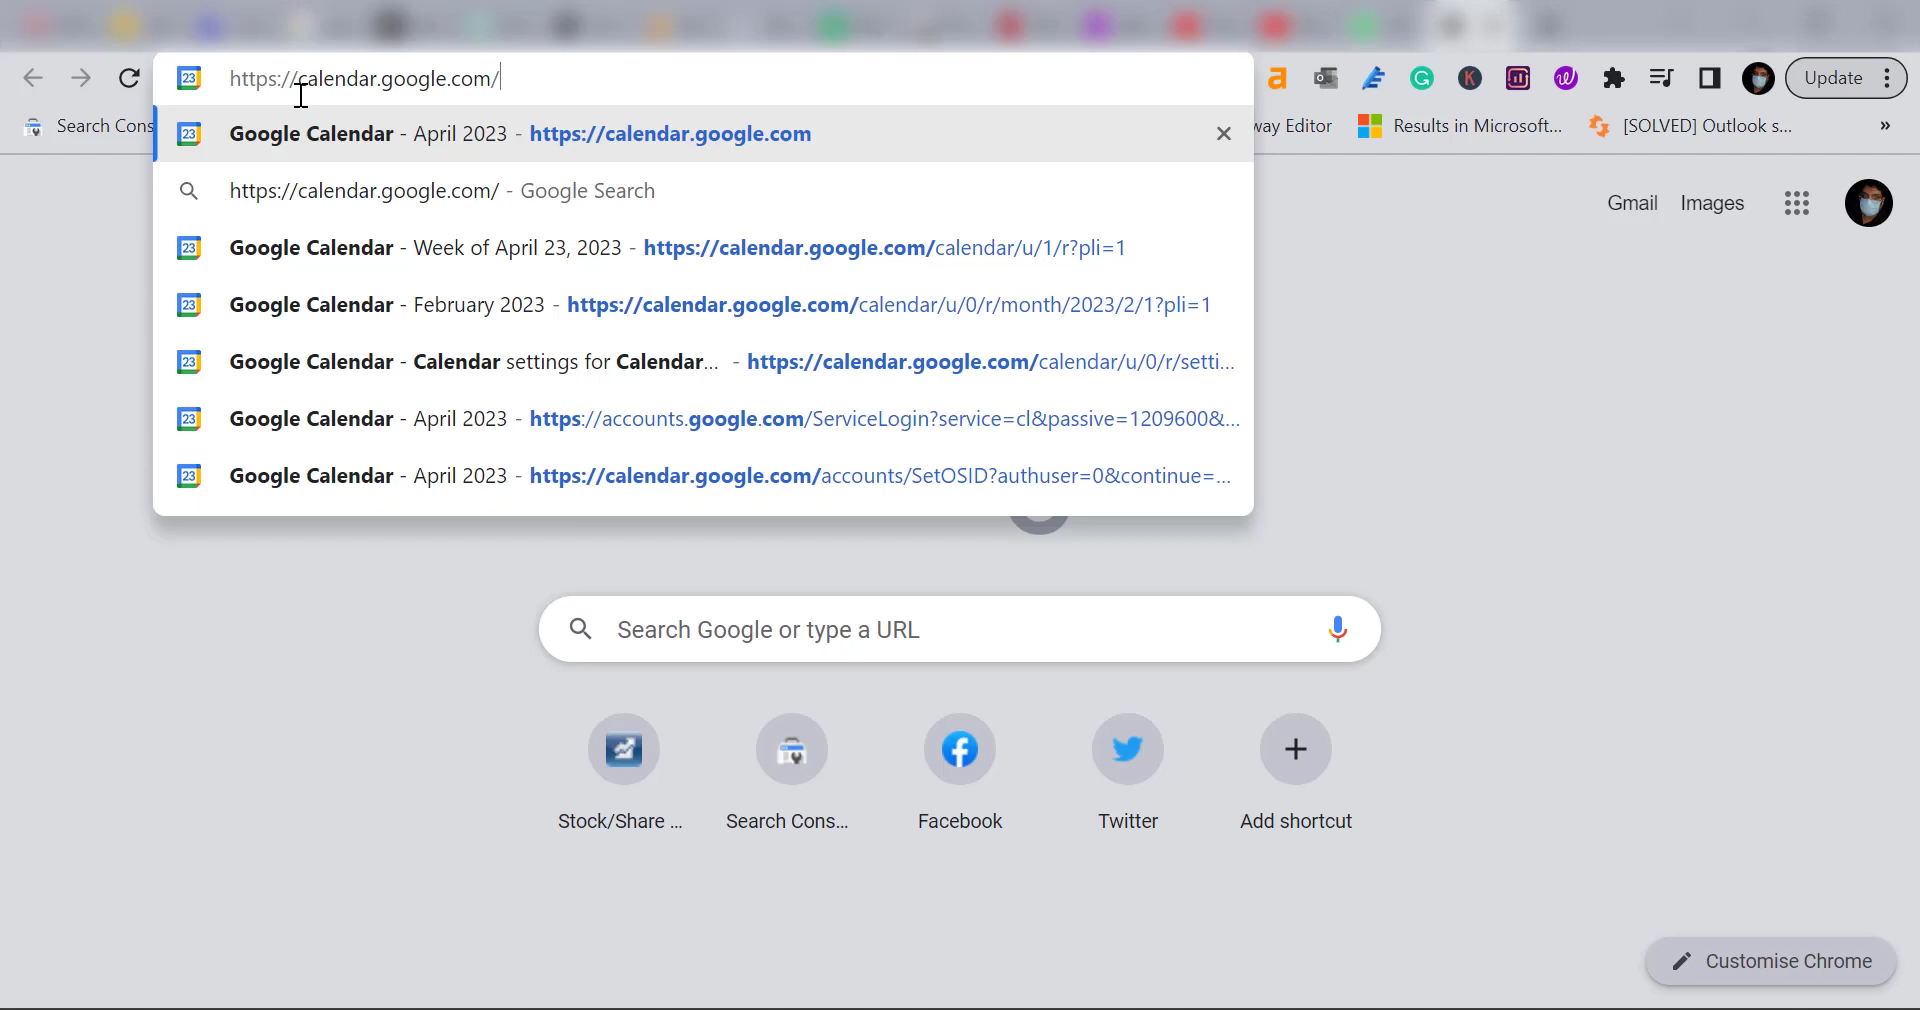 https://calendar.google.com/
Update
Search Cons
Google Calendar - April 2023 - https://calendar.google.com
way Editor
Results in Microsoft...
[SOLVED] Outlook s...
»
https://calendar.google.com/ - Google Search
Gmail
Images
Google Calendar - Week of April 23, 2023 - https://calendar.google.com/calendar/u/1/r?pli=1
Google Calendar - February 2023 - https://calendar.google.com/calendar/u/0/r/month/2023/2/1?pli=1
Google Calendar - Calendar settings for Calendar... - https://calendar.google.com/calendar/u/0/r/setti...
Google Calendar - April 2023 - https://accounts.google.com/ServiceLogin?service=cl&passive=1209600&...
Google Calendar - April 2023 - https://calendar.google.com/accounts/SetOSID?authuser=0&continue=...
Search Google or type a URL
Stock/Share ...
Search Cons...
Facebook
Twitter
Add shortcut
Customise Chrome